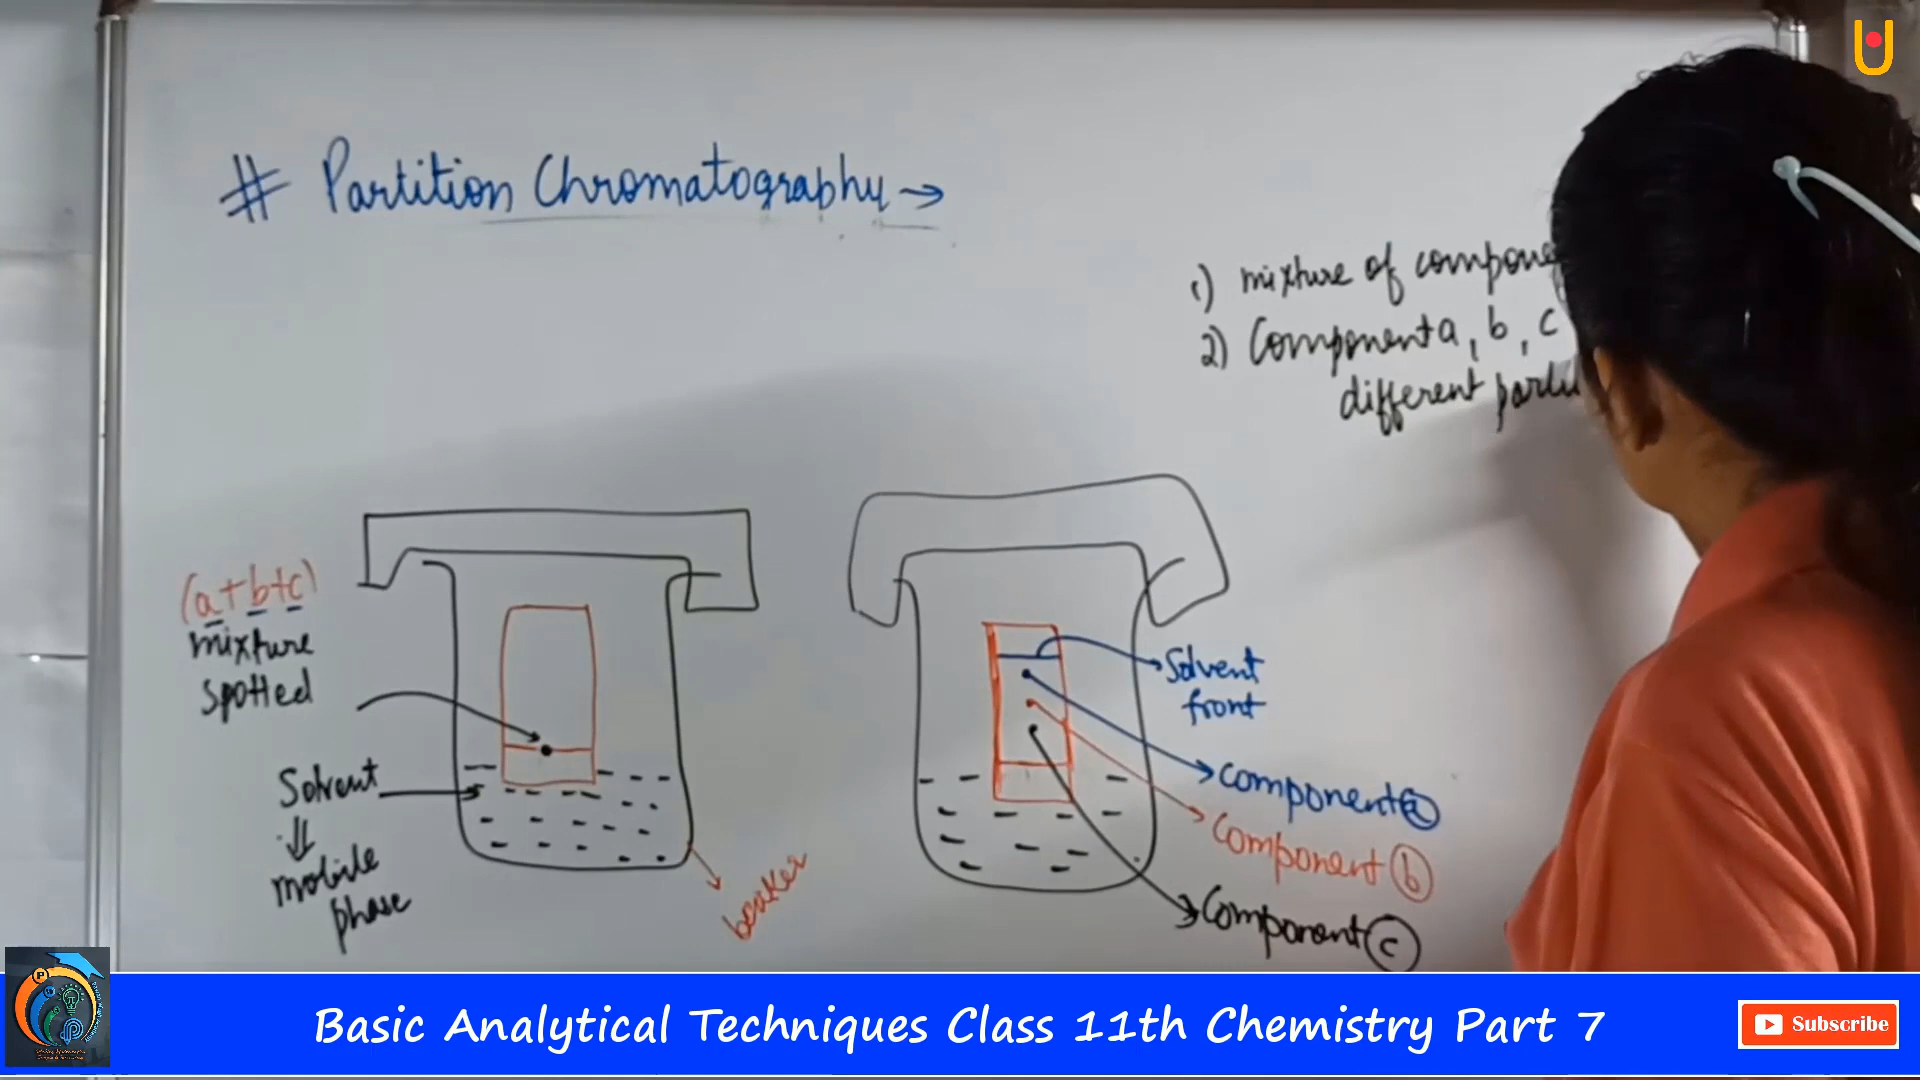 # Partition Chromatography →
1) mixture of
2) Component a, b, c
different
(a+b+c)
mixture
spotted
Solvent
⇓
mobile
phase
beaker
Solvent
front
component a
Component b
Component c
Basic Analytical Techniques Class 11th Chemistry Part 7
Subscribe